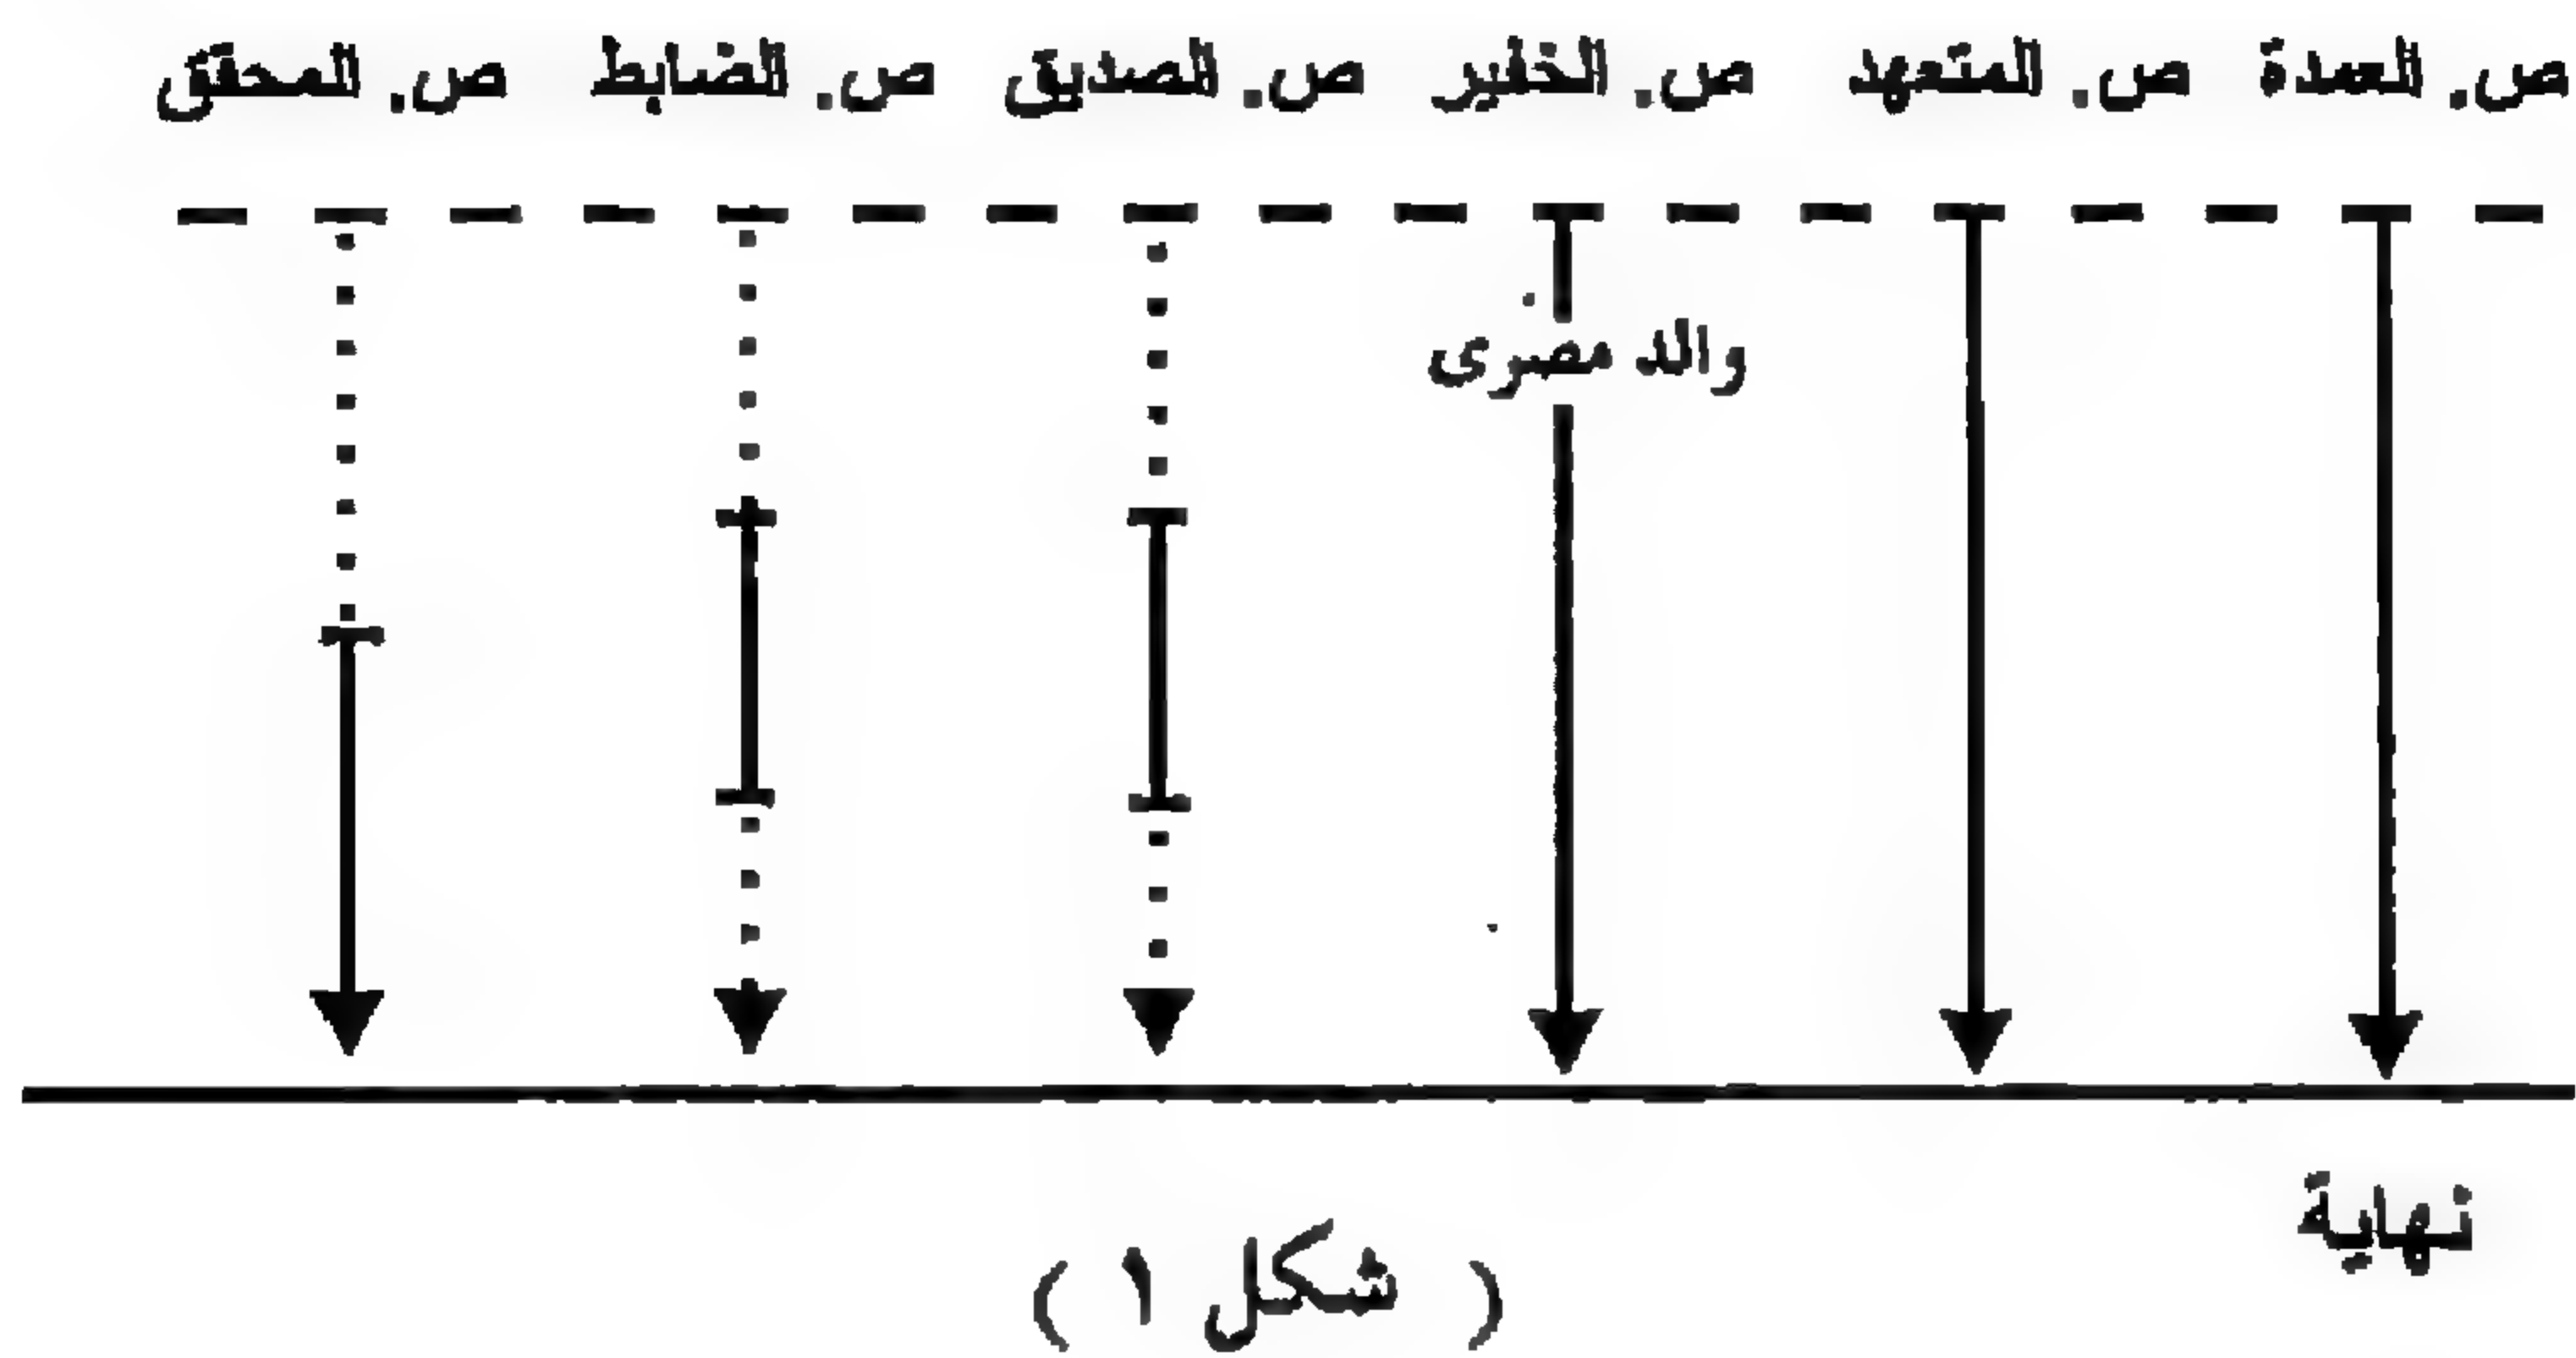 ص. العمدة ص. المتعهد ص. الخفير ص. الصديق ص. الضابط ص. المحقق
والد مصرى
نهاية
( شكل ١ )